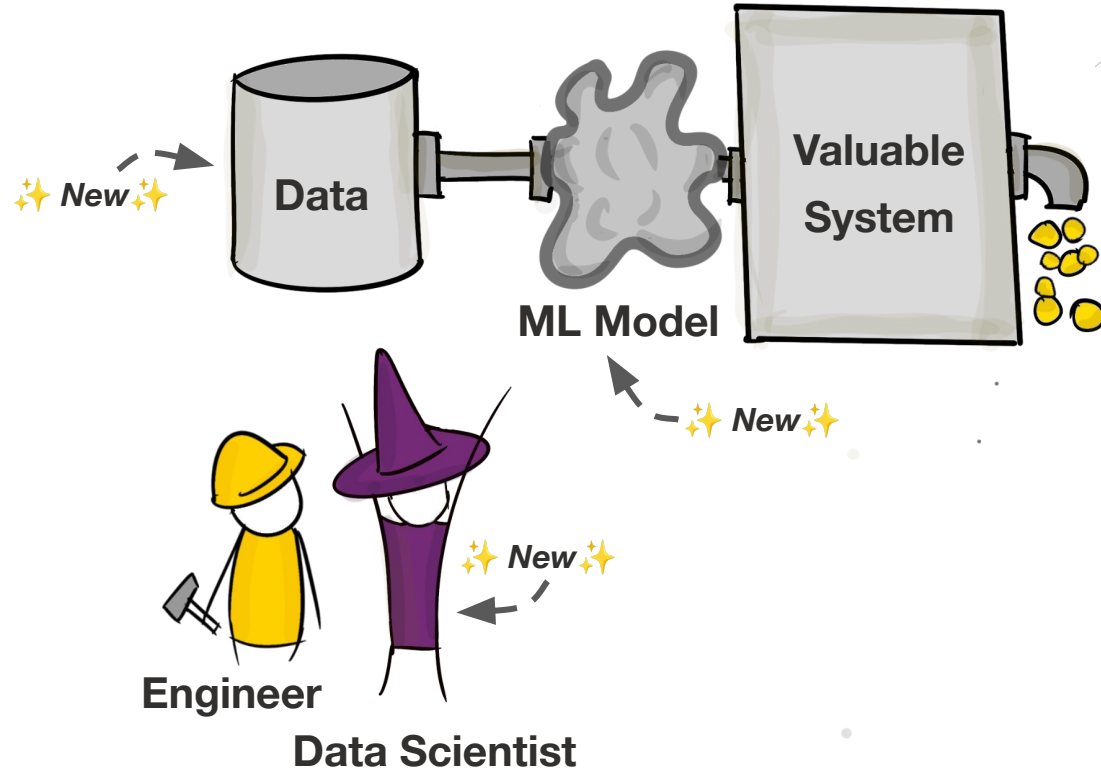 Valuable
System
✨ New✨
Data
ML Model
✨ New✨
✨ New✨
Engineer
Data Scientist